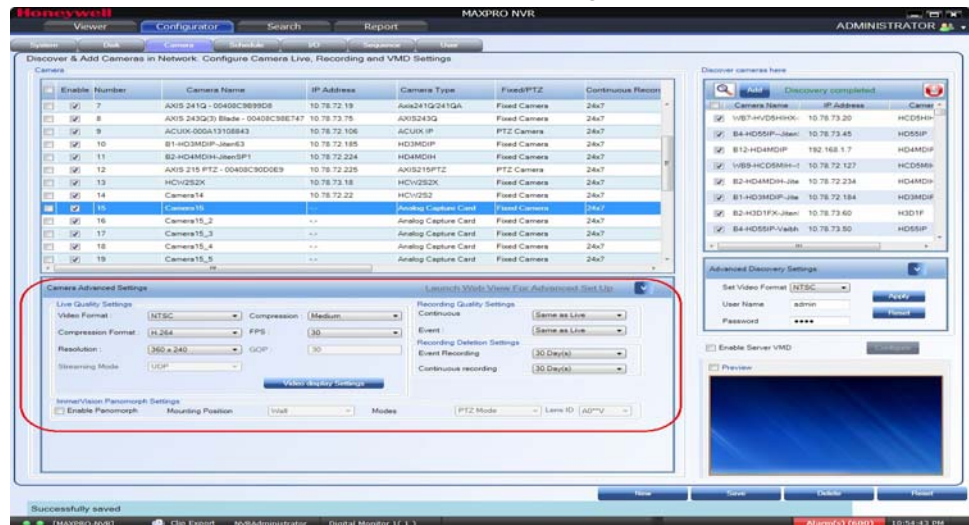 Honeywell
MAXPRO NVR
Viewer Configurator Search Report
ADMINISTRATOR
System Disk Camera Schedule I/O Sequence User
Discover & Add Cameras in Network. Configure Camera Live, Recording and VMD Settings
Camera
Enable Number Camera Name IP Address Camera Type Fixed/PTZ Continuous Recon
7 AXIS 241Q - 00408C9B99D8 10.78.72.19 Axis241Q/241QA Fixed Camera 24x7
8 AXIS 243Q(3) Blade - 00408C98E747 10.78.73.75 AXIS243Q Fixed Camera 24x7
9 ACUIX-000A13108843 10.78.72.106 ACUIX IP PTZ Camera 24x7
10 B1-HD3MDIP-Jiten63 10.78.72.185 HD3MDIP Fixed Camera 24x7
11 B2-HD4MDIH-JitenSP1 10.78.72.224 HD4MDIH Fixed Camera 24x7
12 AXIS 215 PTZ - 00408C90D0E9 10.78.72.225 AXIS215PTZ PTZ Camera 24x7
13 HCW252X 10.78.73.18 HCW252X Fixed Camera 24x7
14 Camera14 10.78.72.22 HCW252 Fixed Camera 24x7
15 Camera15 -.- Analog Capture Card Fixed Camera 24x7
16 Camera15_2 -.- Analog Capture Card Fixed Camera 24x7
17 Camera15_3 -.- Analog Capture Card Fixed Camera 24x7
18 Camera15_4 -.- Analog Capture Card Fixed Camera 24x7
19 Camera15_5 -.- Analog Capture Card Fixed Camera 24x7
Camera Advanced Settings Launch Web View For Advanced Set Up
Live Quality Settings
Video Format : NTSC Compression : Medium
Compression Format : H.264 FPS : 30
Resolution : 360 x 240 GOP : 30
Streaming Mode UDP
Video display Settings
Recording Quality Settings
Continuous Same as Live
Event : Same as Live
Recording Deletion Settings
Event Recording 30 Day(s)
Continuous recording 30 Day(s)
ImmerVision Panomorph Settings
Enable Panomorph Mounting Position Wall Modes PTZ Mode Lens ID A0**V
Discover cameras here
Add Discovery completed
Camera Name IP Address Camer
WB7-HVD5HIHX- 10.78.73.20 HCD5HI
B4-HD55IP--Jiten: 10.78.73.45 HD55IP
B12-HD4MDIP 192.168.1.7 HD4MDIP
WB9-HCD5MIH--S 10.78.72.127 HCD5MIH
B2-HD4MDIH-Jite 10.78.72.234 HD4MDIH
B1-HD3MDIP-Jite 10.78.72.184 HD3MDIP
B2-H3D1FX-Jiten: 10.78.73.60 H3D1F
B4-HD55IP-Vaibh 10.78.73.50 HD55IP
Advanced Discovery Settings
Set Video Format NTSC
User Name admin Apply
Password **** Reset
Enable Server VMD Configure
Preview
New Save Delete Reset
Successfully saved
[MAXPRO NVR] Clip Export NVRAdministrator Digital Monitor 1( 1 ) Alarm(s) (600) 10:54:43 PM